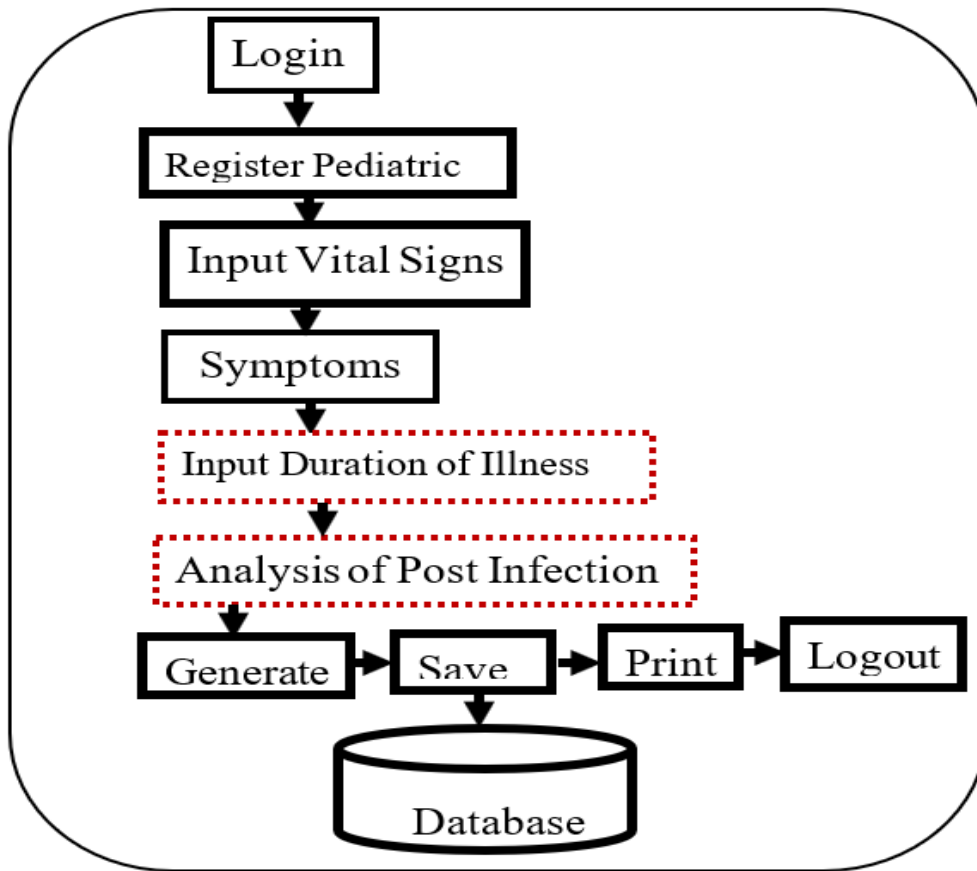 Login
Register Pediatric
Input Vital Signs
Symptoms
Input Duration of Illness
Analysis of Post Infection
Generate
Save
Print
Logout
Database